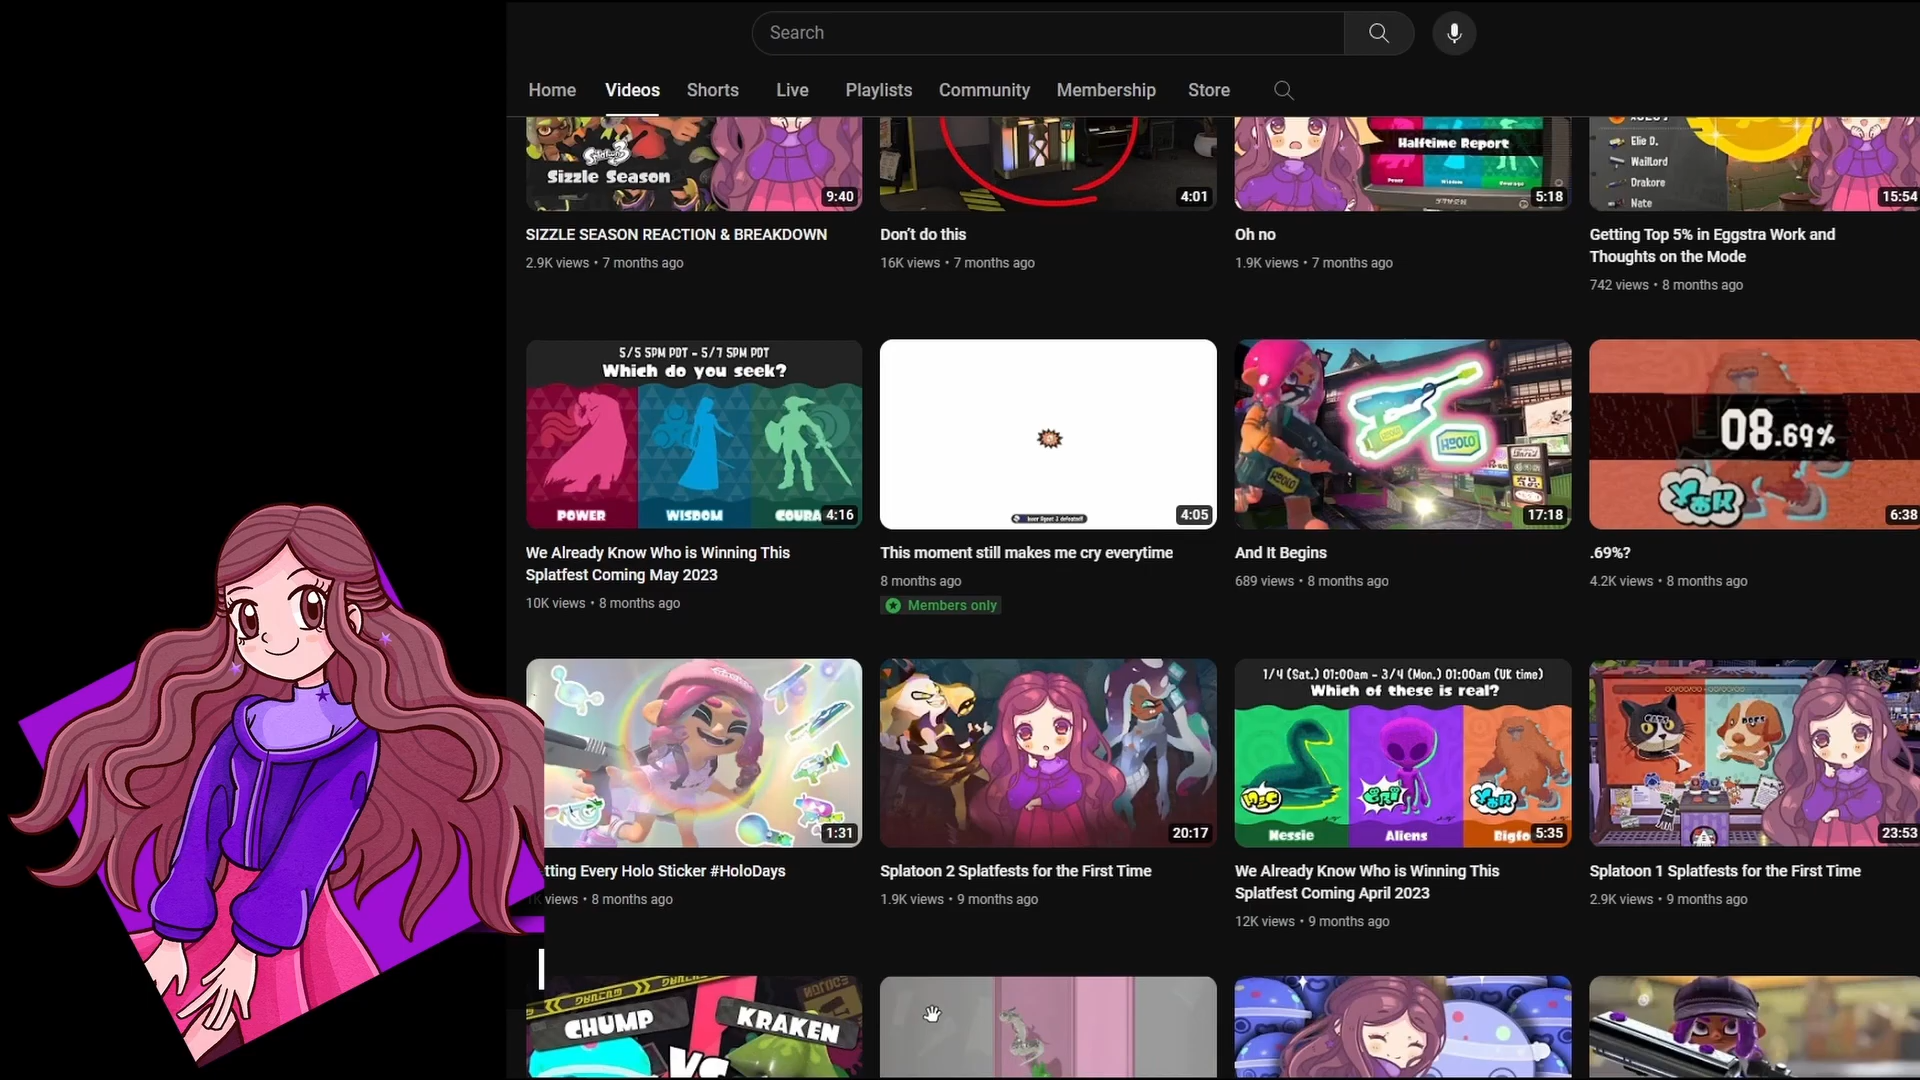 Search
Home Videos Shorts Live Playlists Community Membership Store
Splatoon 3
Sizzle Season
9:40
4:01
Halftime Report
Power Wisdom Courage
5:18
Elie D.
Waillord
Drakore
Nate
15:54
SIZZLE SEASON REACTION & BREAKDOWN
2.9K views • 7 months ago
Don't do this
16K views • 7 months ago
Oh no
1.9K views • 7 months ago
Getting Top 5% in Eggstra Work and
Thoughts on the Mode
742 views • 8 months ago
5/5 5PM PDT - 5/7 5PM PDT
Which do you seek?
POWER WISDOM COURA
4:16
4:05
17:18
08.69%
6:38
We Already Know Who is Winning This
Splatfest Coming May 2023
10K views • 8 months ago
This moment still makes me cry everytime
8 months ago
Members only
And It Begins
689 views • 8 months ago
.69%?
4.2K views • 8 months ago
1:31
20:17
1/4 (Sat.) 01:00am - 3/4 (Mon.) 01:00am (UK time)
Which of these is real?
Nessie Aliens Bigfo
5:35
23:53
tting Every Holo Sticker #HoloDays
views • 8 months ago
Splatoon 2 Splatfests for the First Time
1.9K views • 9 months ago
We Already Know Who is Winning This
Splatfest Coming April 2023
12K views • 9 months ago
Splatoon 1 Splatfests for the First Time
2.9K views • 9 months ago
CHUMP
VS
KRAKEN